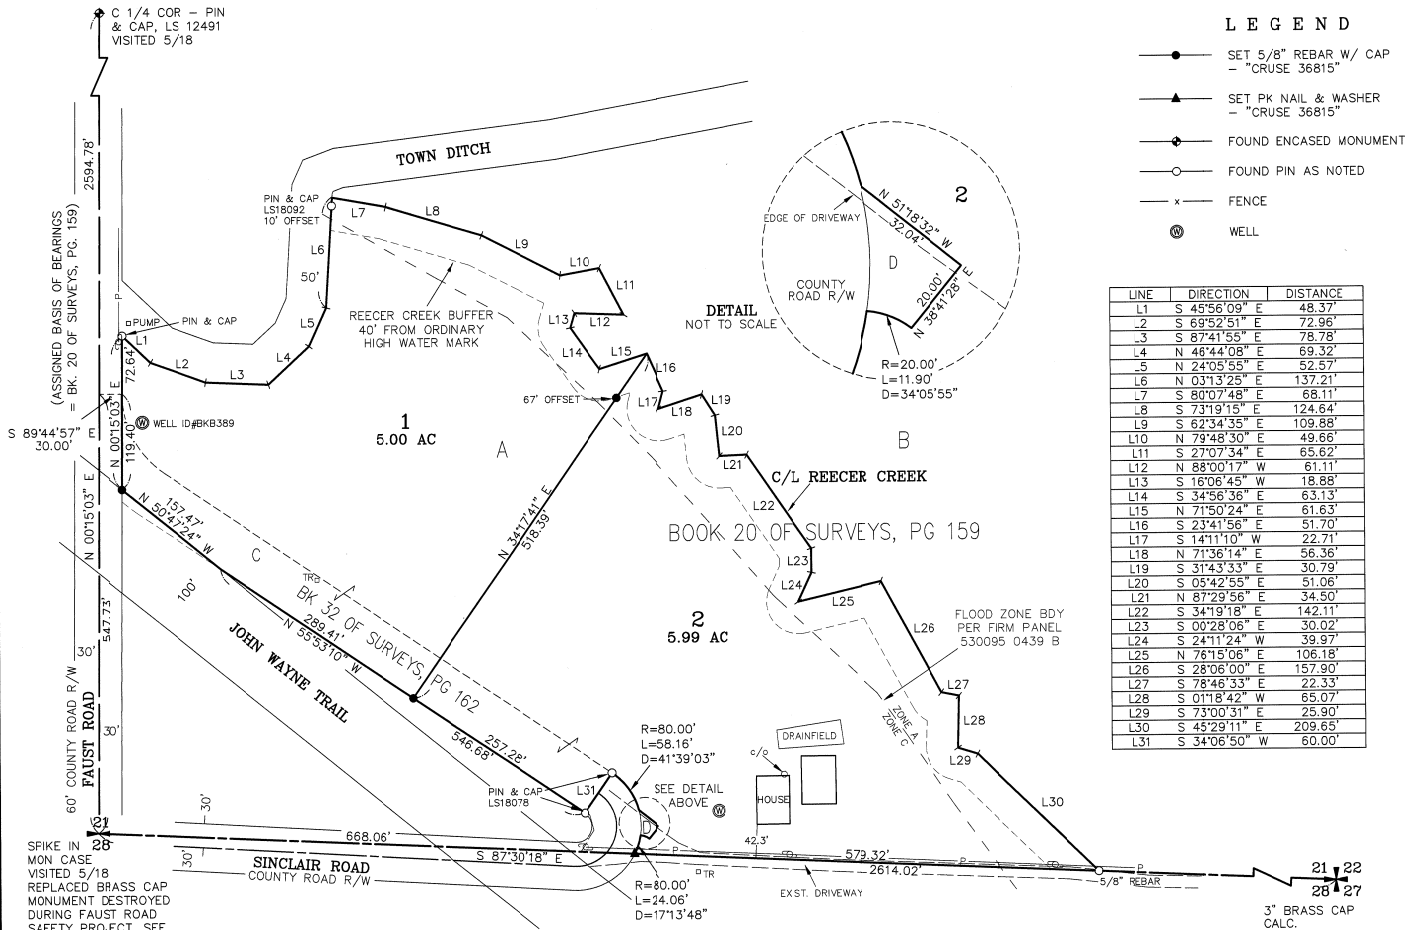 C 1/4 COR – PIN
& CAP, LS 12491
VISITED 5/18
2594.78'
(ASSIGNED BASIS OF BEARINGS
= BK. 20 OF SURVEYS, PG. 159)
TOWN DITCH
PIN & CAP
LS18092
10' OFFSET
L7
L8
L9
L6
50'
L10
L11
L12
L13
L14
L15
L16
L17
L18
L19
L20
L21
L22
L23
L24
L25
L26
L27
L28
L29
L30
L5
L4
L3
L2
L1
P
PUMP
PIN & CAP
72.64'
N 00°15'03" E
119.40'
WELL ID#BKB389
S 89°44'57" E
30.00'
REECER CREEK BUFFER
40' FROM ORDINARY
HIGH WATER MARK
67' OFFSET
1
5.00 AC
A
B
C/L REECER CREEK
BOOK 20 OF SURVEYS, PG 159
N 34°17'41" E
518.39'
157.47'
N 50°47'24" W
C
TR
BK 32 OF SURVEYS, PG 162
100'
289.41'
N 55°53'10" W
JOHN WAYNE TRAIL
257.28'
546.68'
N 00°15'03" E
547.73'
30'
30'
60' COUNTY ROAD R/W
FAUST ROAD
2
5.99 AC
FLOOD ZONE BDY
PER FIRM PANEL
530095 0439 B
ZONE A
ZONE C
R=80.00'
L=58.16'
D=41°39'03"
PIN & CAP
LS18078
L31
SEE DETAIL
ABOVE
D
W
c/o
DRAINFIELD
HOUSE
42.3'
21
28
30'
30'
668.06'
S 87°30'18" E
SINCLAIR ROAD
COUNTY ROAD R/W
579.32'
2614.02'
P
P
P
TR
EXST. DRIVEWAY
5/8" REBAR
R=80.00'
L=24.06'
D=17°13'48"
21 22
28 27
3" BRASS CAP
CALC.
SPIKE IN
MON CASE
VISITED 5/18
REPLACED BRASS CAP
MONUMENT DESTROYED
DURING FAUST ROAD
SAFETY PROJECT. SEE
DETAIL
NOT TO SCALE
2
N 51°18'32" W
32.04'
EDGE OF DRIVEWAY
D
COUNTY
ROAD R/W
20.00'
N 38°41'28" E
R=20.00'
L=11.90'
D=34°05'55"
LEGEND
SET 5/8" REBAR W/ CAP
– "CRUSE 36815"
SET PK NAIL & WASHER
– "CRUSE 36815"
FOUND ENCASED MONUMENT
FOUND PIN AS NOTED
x FENCE
W WELL
LINE DIRECTION DISTANCE
L1 S 45°56'09" E 48.37'
L2 S 69°52'51" E 72.96'
L3 S 87°41'55" E 78.78'
L4 N 46°44'08" E 69.32'
L5 N 24°05'55" E 52.57'
L6 N 03°13'25" E 137.21'
L7 S 80°07'48" E 68.11'
L8 S 73°19'15" E 124.64'
L9 S 62°34'35" E 109.88'
L10 N 79°48'30" E 49.66'
L11 S 27°07'34" E 65.62'
L12 N 88°00'17" W 61.11'
L13 S 16°06'45" W 18.88'
L14 S 34°56'36" E 63.13'
L15 N 71°50'24" E 61.63'
L16 S 23°41'56" E 51.70'
L17 S 14°11'10" W 22.71'
L18 N 71°36'14" E 56.36'
L19 S 31°43'33" E 30.79'
L20 S 05°42'55" E 51.06'
L21 N 87°29'56" E 34.50'
L22 S 34°19'18" E 142.11'
L23 S 00°28'06" E 30.02'
L24 S 24°11'24" W 39.97'
L25 N 76°15'06" E 106.18'
L26 S 28°06'00" E 157.90'
L27 S 78°46'33" E 22.33'
L28 S 01°18'42" W 65.07'
L29 S 73°00'31" E 25.90'
L30 S 45°29'11" E 209.65'
L31 S 34°06'50" W 60.00'